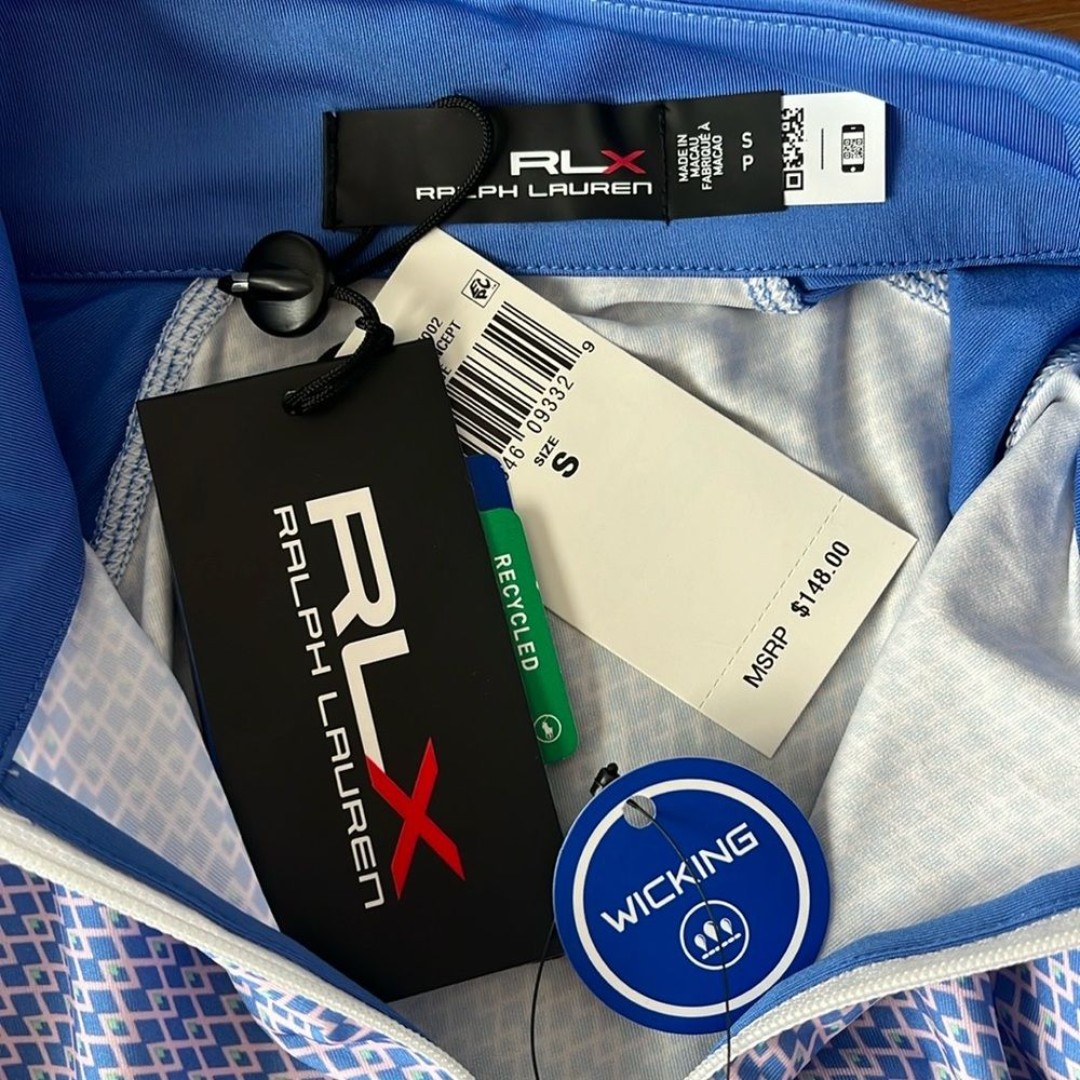 RLX
RALPH LAUREN
MADE IN
MACAU
FABRIQUÉ À
MACAO
S
P
002
NCEPT
E
46 09332 9
SIZE
S
MSRP $148.00
RLX
RALPH LAUREN
RECYCLED
WICKING